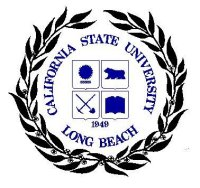 CALIFORNIA STATE UNIVERSITY
1949
LONG BEACH